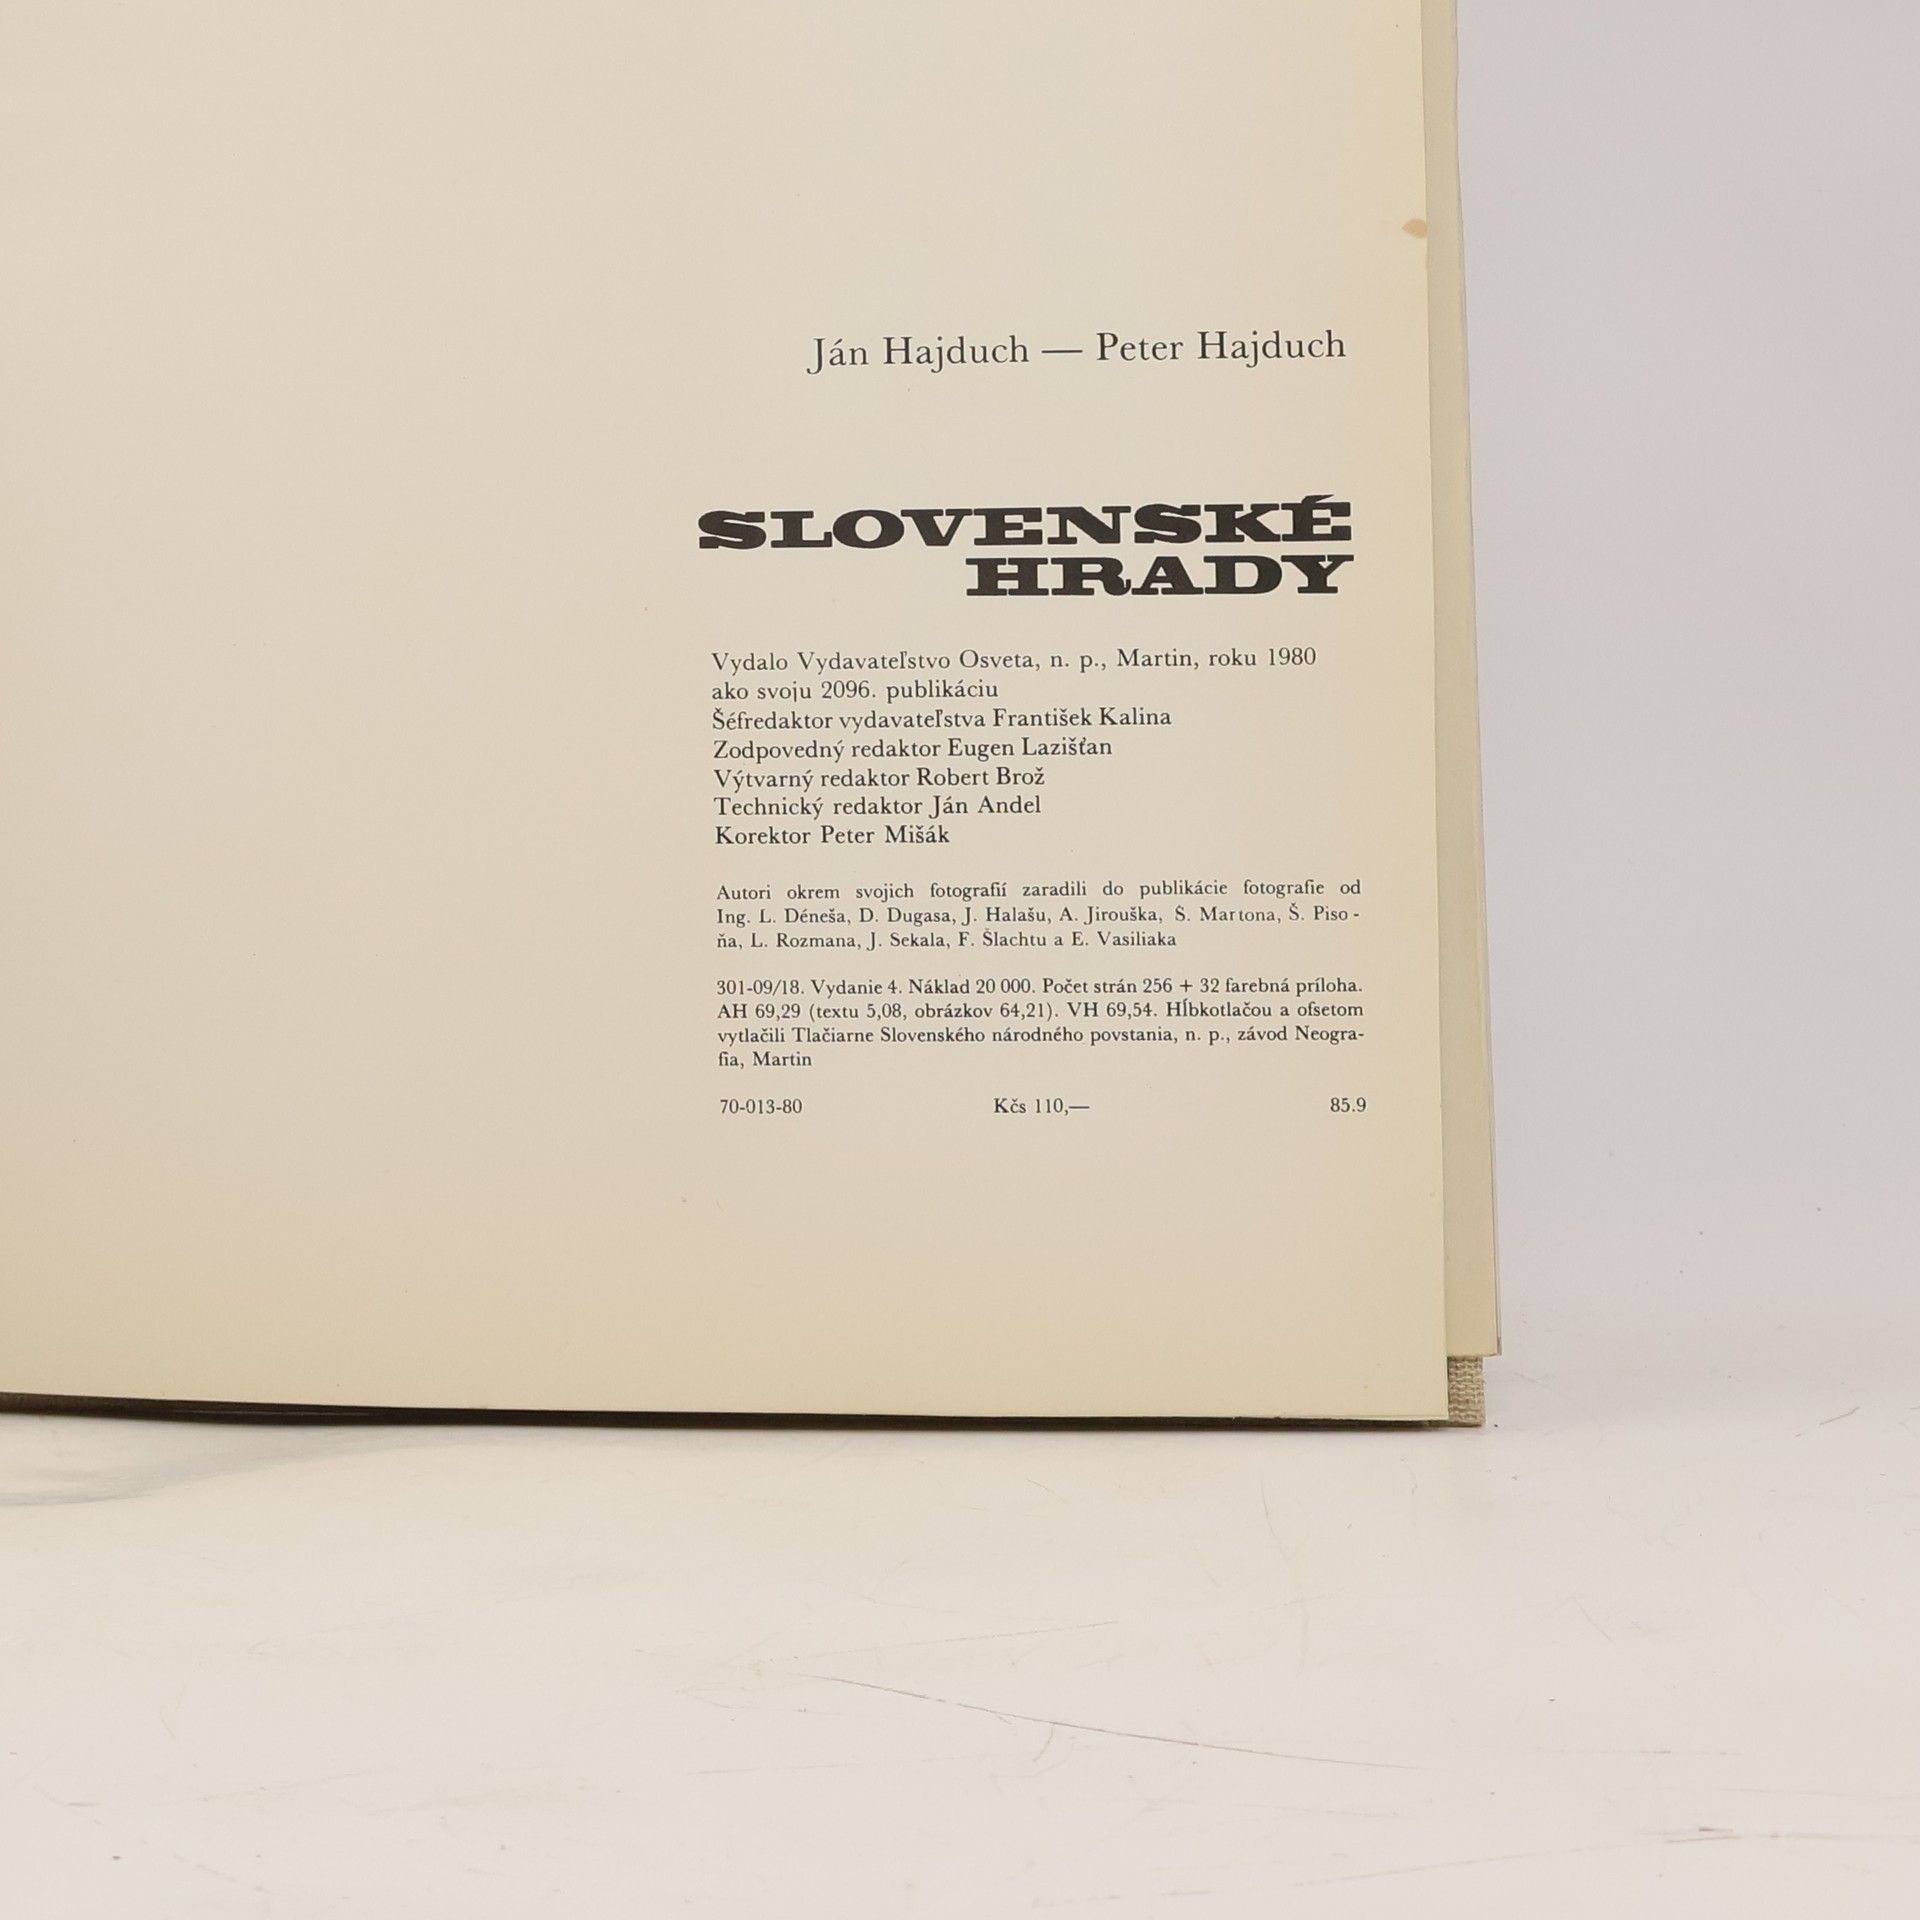 Ján Hajduch — Peter Hajduch
SLOVENSKÉ
HRADY
Vydalo Vydavateľstvo Osveta, n. p., Martin, roku 1980
ako svoju 2096. publikáciu
Šéfredaktor vydavateľstva František Kalina
Zodpovedný redaktor Eugen Lazišťan
Výtvarný redaktor Robert Brož
Technický redaktor Ján Andel
Korektor Peter Mišák
Autori okrem svojich fotografií zaradili do publikácie fotografie od
Ing. L. Déneša, D. Dugasa, J. Halašu, A. Jirouška, Š. Martona, Š. Piso-
ňa, L. Rozmana, J. Sekala, F. Šlachtu a E. Vasiliaka
301-09/18. Vydanie 4. Náklad 20 000. Počet strán 256 + 32 farebná príloha.
AH 69,29 (textu 5,08, obrázkov 64,21). VH 69,54. Hĺbkotlačou a ofsetom
vytlačili Tlačiarne Slovenského národného povstania, n. p., závod Neogra-
fia, Martin
70-013-80 Kčs 110,— 85.9